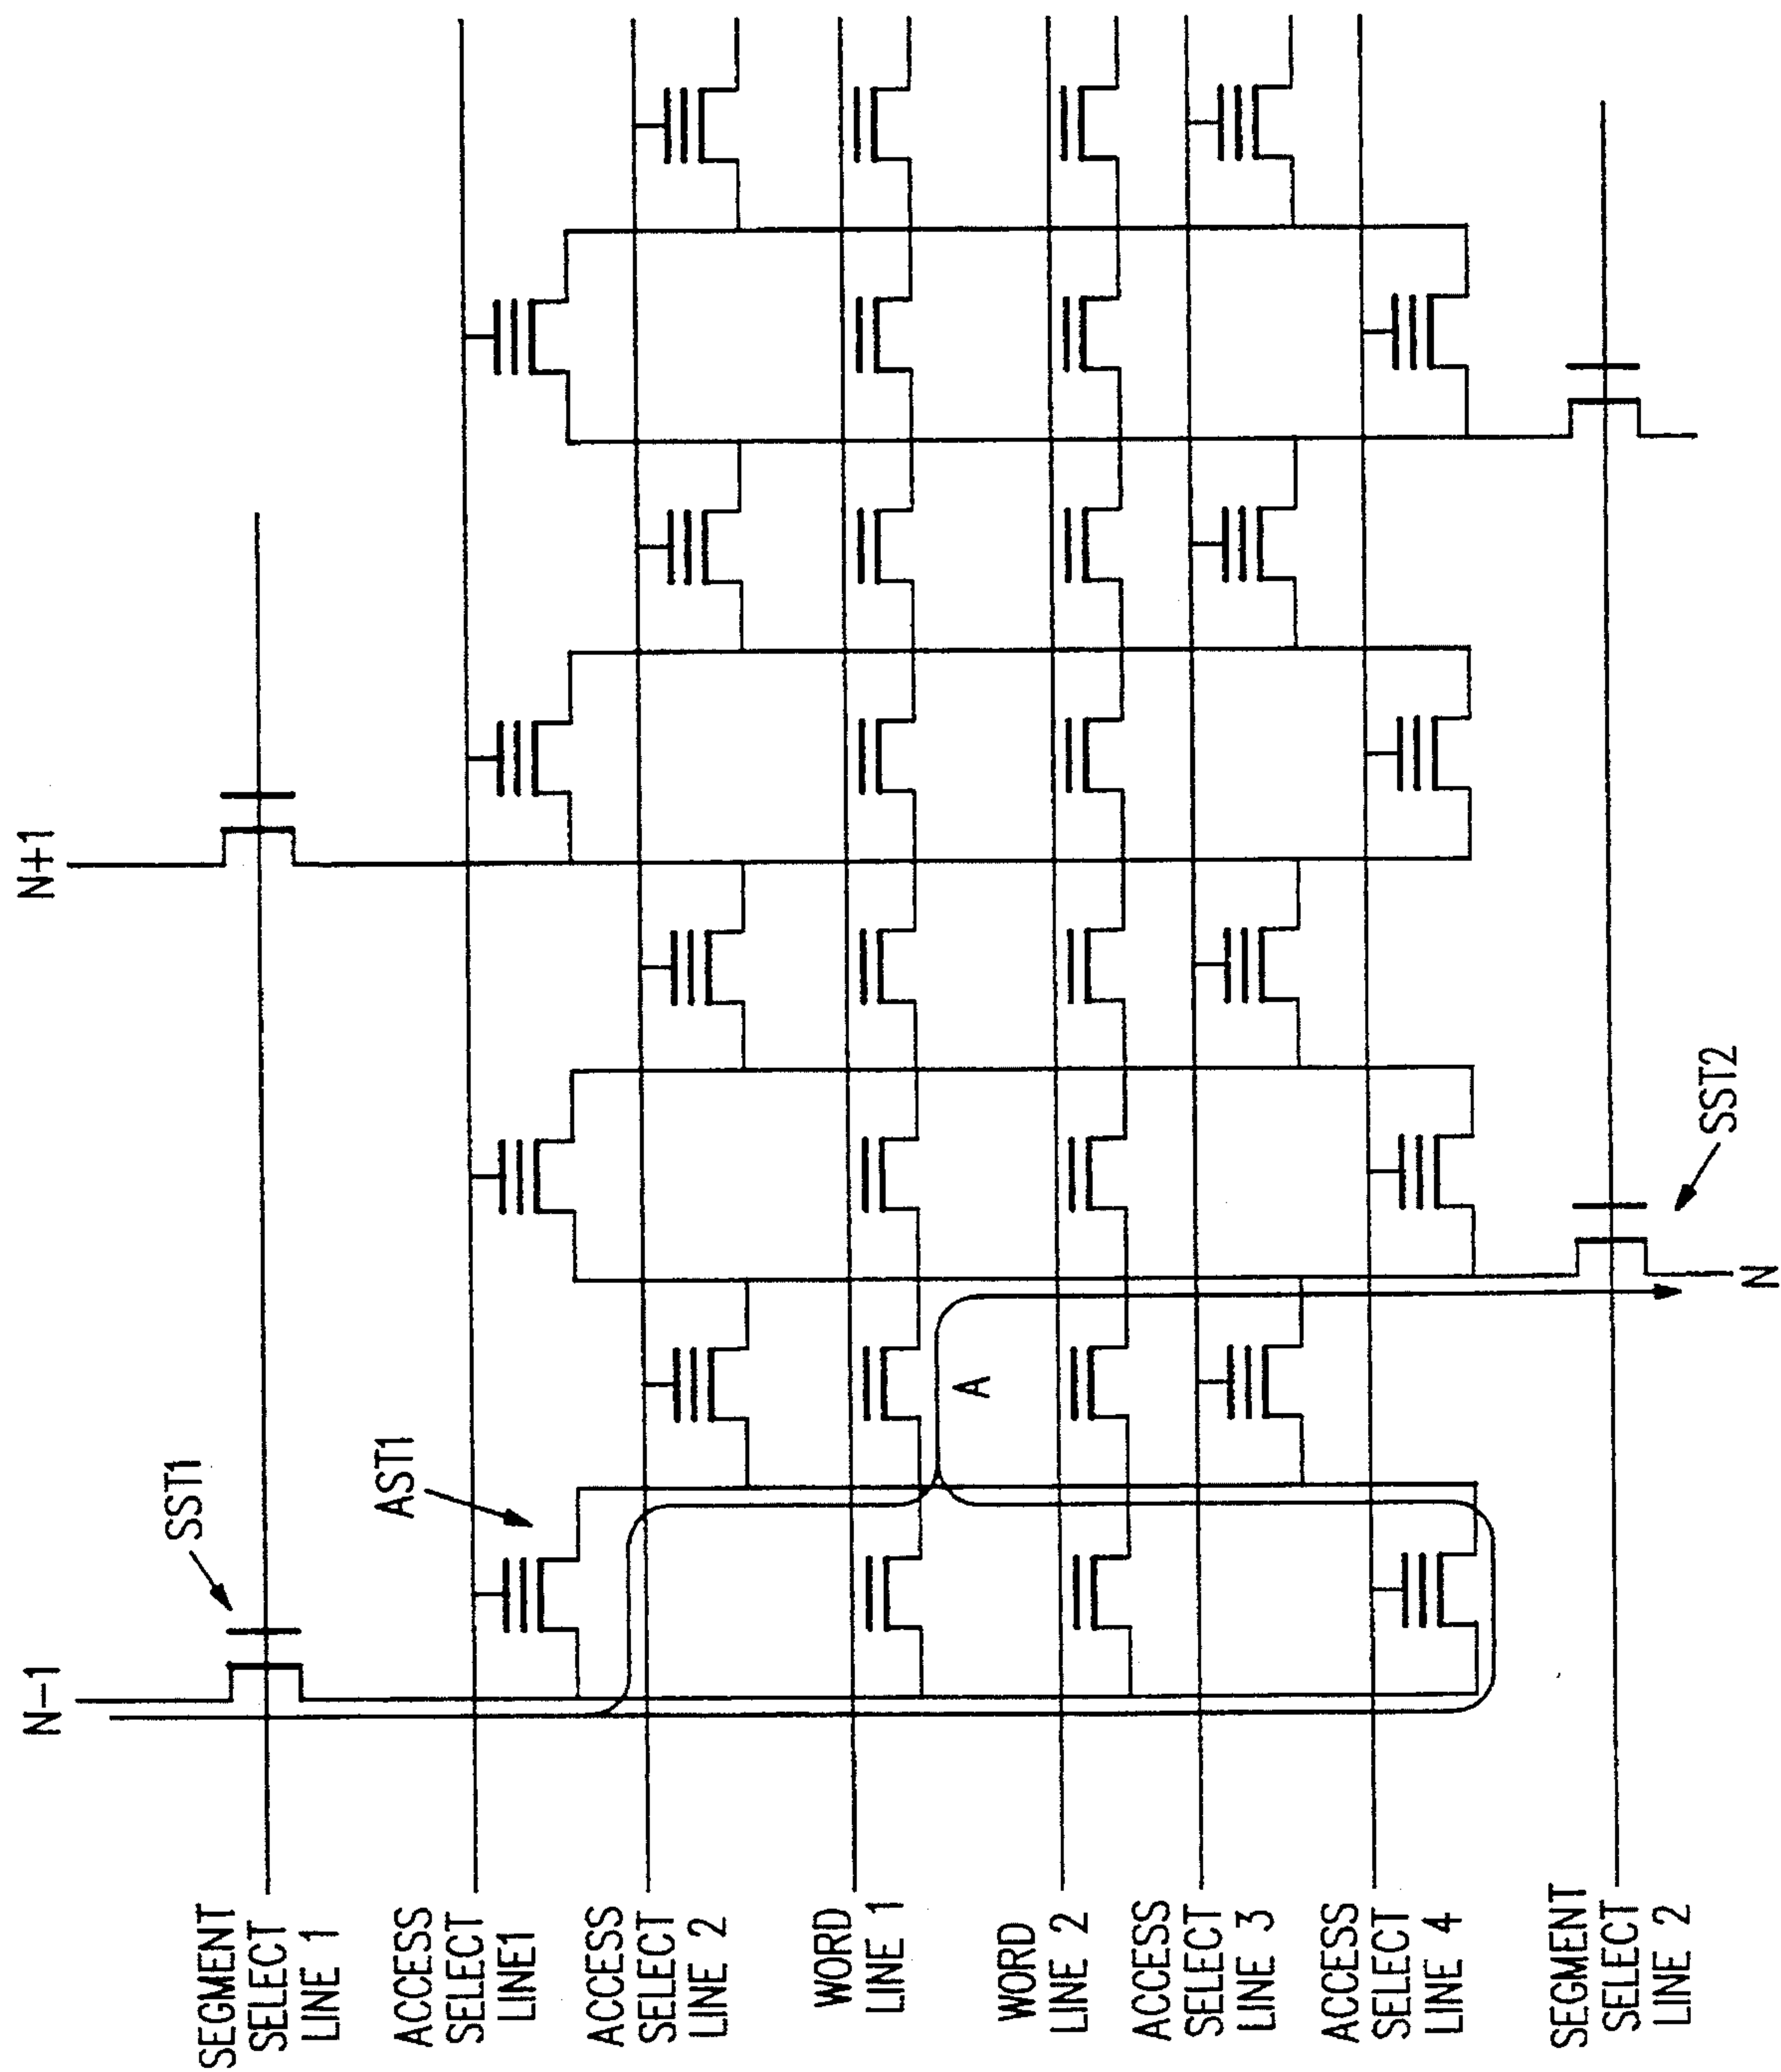 N-1
N+1
SST1
AST1
SEGMENT
SELECT
LINE 1
ACCESS
SELECT
LINE1
ACCESS
SELECT
LINE 2
WORD
LINE 1
A
WORD
LINE 2
ACCESS
SELECT
LINE 3
ACCESS
SELECT
LINE 4
SEGMENT
SELECT
LINE 2
N
SST2